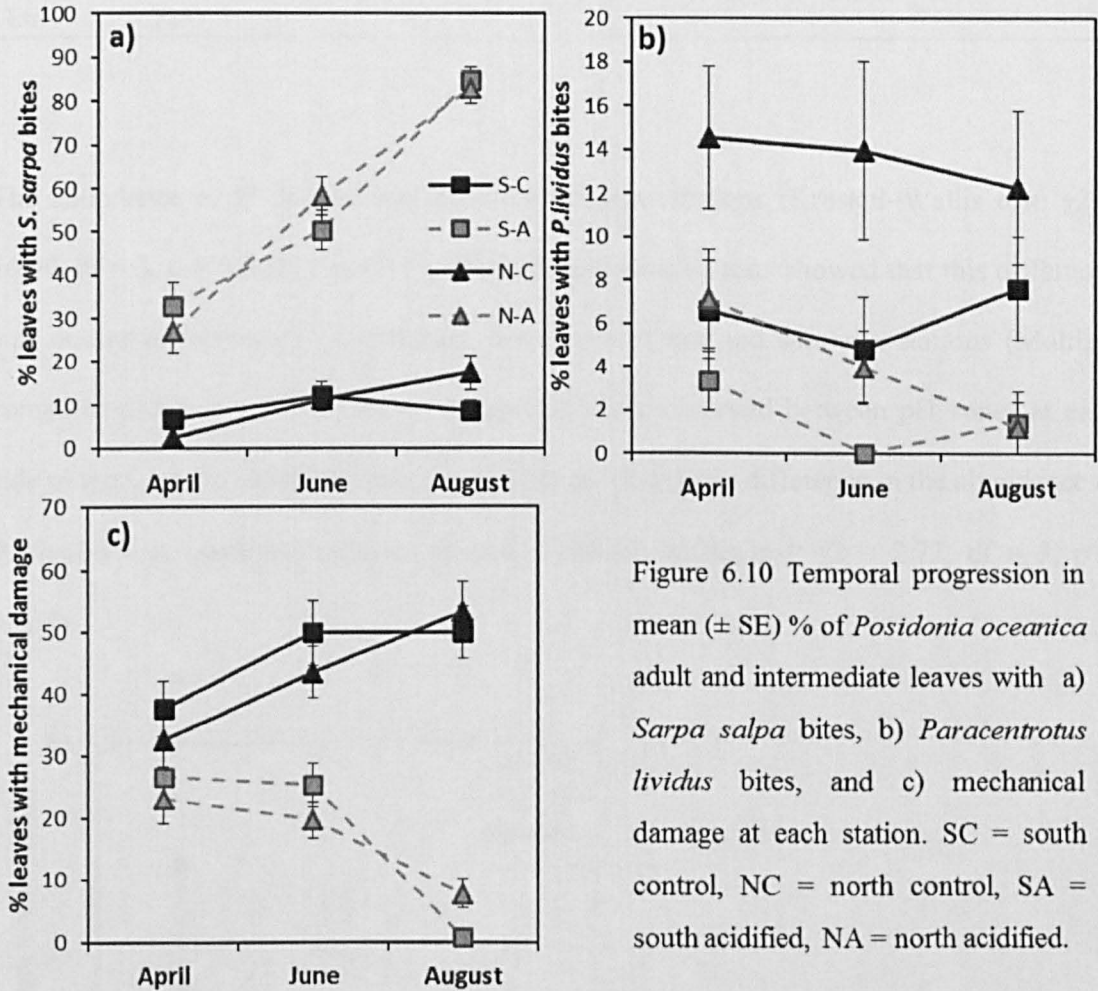 a)
% leaves with S. sarpa bites
100
90
80
70
60
50
40
30
20
10
0
April June August
S-C
S-A
N-C
N-A
b)
% leaves with P.lividus bites
20
18
16
14
12
10
8
6
4
2
0
April June August
c)
% leaves with mechanical damage
70
60
50
40
30
20
10
0
April June August
Figure 6.10 Temporal progression in
mean (± SE) % of Posidonia oceanica
adult and intermediate leaves with a)
Sarpa salpa bites, b) Paracentrotus
lividus bites, and c) mechanical
damage at each station. SC = south
control, NC = north control, SA =
south acidified, NA = north acidified.